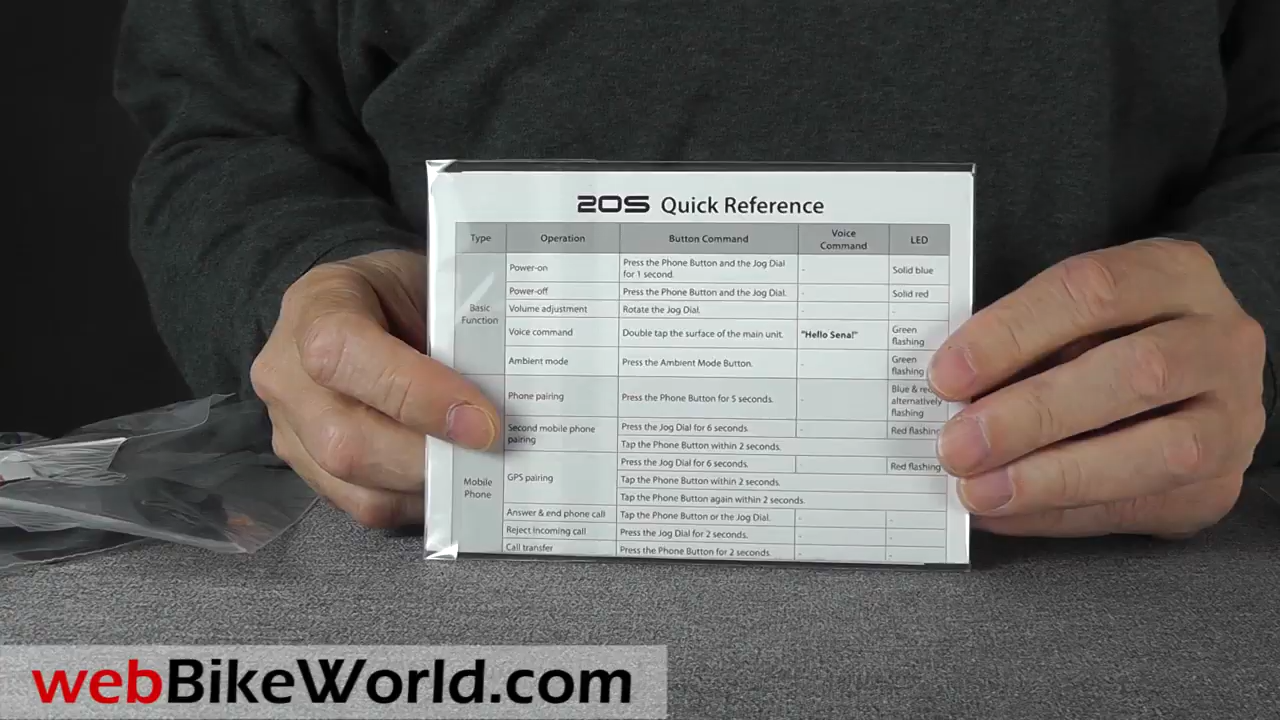 20S Quick Reference
Type Operation Button Command Voice Command LED
Basic Function
Power-on Press the Phone Button and the Jog Dial for 1 second. - Solid blue
Power-off Press the Phone Button and the Jog Dial. - Solid red
Volume adjustment Rotate the Jog Dial. - -
Voice command Double tap the surface of the main unit. "Hello Sena!" Green flashing
Ambient mode Press the Ambient Mode Button. - Green flashing
Mobile Phone
Phone pairing Press the Phone Button for 5 seconds. - Blue & red alternatively flashing
Second mobile phone pairing Press the Jog Dial for 6 seconds. - Red flashing
Tap the Phone Button within 2 seconds.
GPS pairing Press the Jog Dial for 6 seconds. - Red flashing
Tap the Phone Button within 2 seconds.
Tap the Phone Button again within 2 seconds.
Answer & end phone call Tap the Phone Button or the Jog Dial. - -
Reject incoming call Press the Jog Dial for 2 seconds. - -
Call transfer Press the Phone Button for 2 seconds. - -
webBikeWorld.com